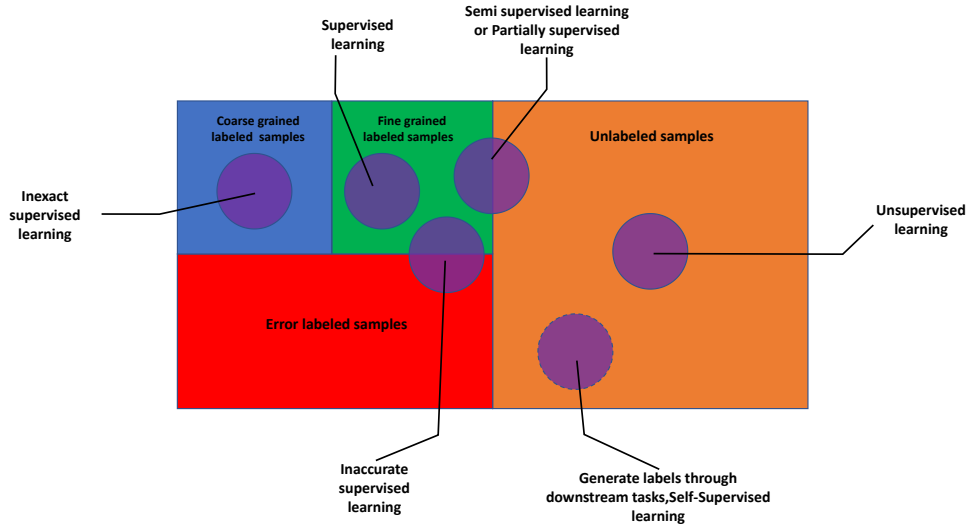 Supervised
learning
Semi supervised learning
or Partially supervised
learning
Coarse grained
labeled samples
Fine grained
labeled samples
Unlabeled samples
Inexact
supervised
learning
Unsupervised
learning
Error labeled samples
Inaccurate
supervised
learning
Generate labels through
downstream tasks,Self-Supervised
learning